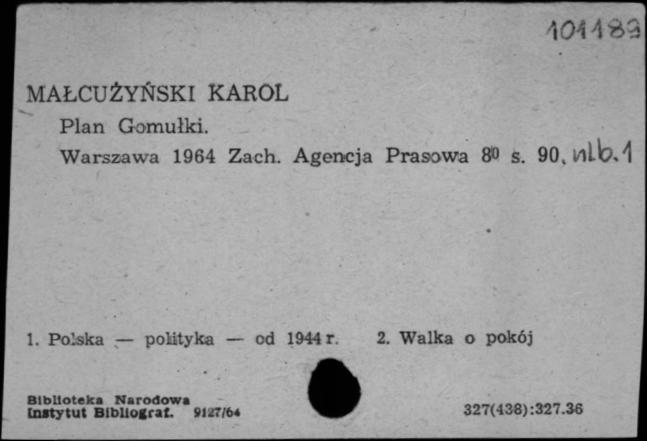 101189
MAŁCUŻYŃSKI KAROL
Plan Gomułki.
Warszawa 1964 Zach. Agencja Prasowa 8⁰ s. 90, nlb. 1
1. Polska — polityka — od 1944 r. 2. Walka o pokój
Biblioteka Narodowa
Instytut Bibliograf. 9127/64
327(438):327.36